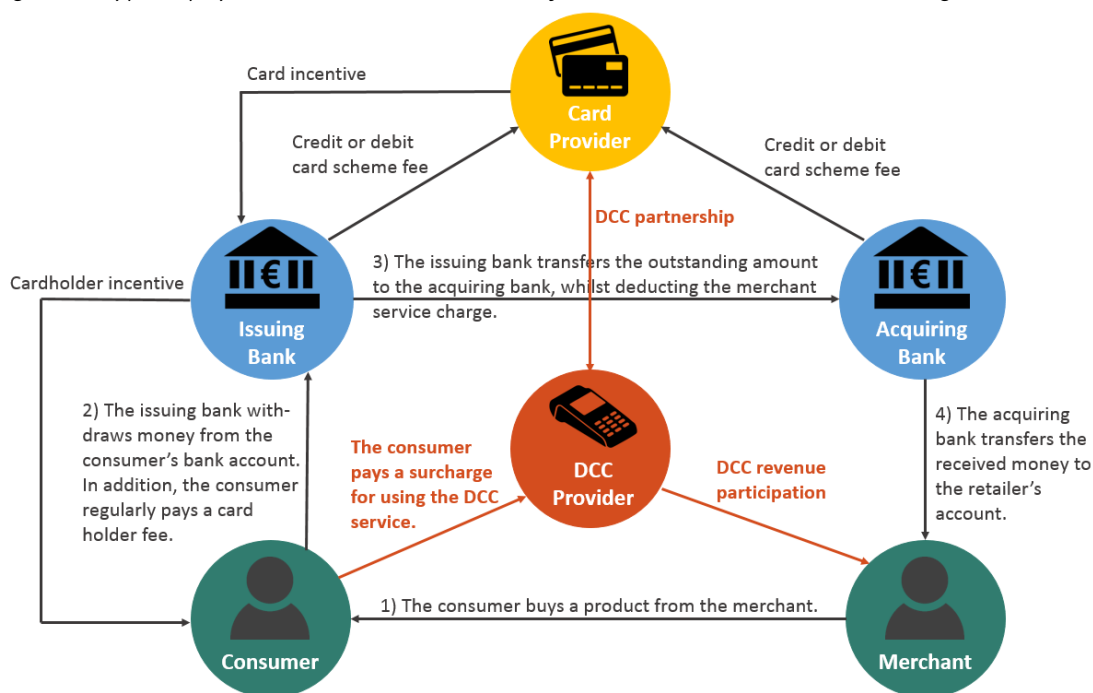 Card incentive
Card
Provider
Credit or debit
card scheme fee
Credit or debit
card scheme fee
DCC partnership
Cardholder incentive
€
Issuing
Bank
3) The issuing bank transfers the outstanding amount
to the acquiring bank, whilst deducting the merchant
service charge.
€
Acquiring
Bank
2) The issuing bank with-
draws money from the
consumer's bank account.
In addition, the consumer
regularly pays a card
holder fee.
The consumer
pays a surcharge
for using the DCC
service.
DCC
Provider
DCC revenue
participation
4) The acquiring
bank transfers the
received money to
the retailer's
account.
1) The consumer buys a product from the merchant.
Consumer
Merchant